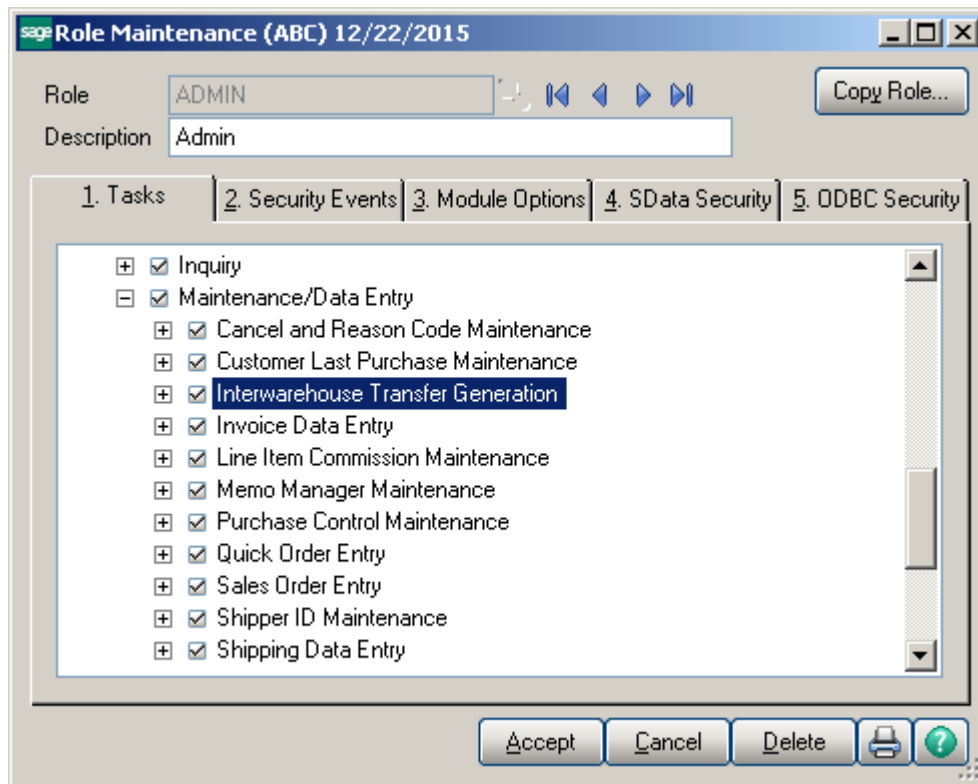 sage Role Maintenance (ABC) 12/22/2015
Role ADMIN Copy Role...
Description Admin
1. Tasks 2. Security Events 3. Module Options 4. SData Security 5. ODBC Security
Inquiry
Maintenance/Data Entry
Cancel and Reason Code Maintenance
Customer Last Purchase Maintenance
Interwarehouse Transfer Generation
Invoice Data Entry
Line Item Commission Maintenance
Memo Manager Maintenance
Purchase Control Maintenance
Quick Order Entry
Sales Order Entry
Shipper ID Maintenance
Shipping Data Entry
Accept Cancel Delete ?